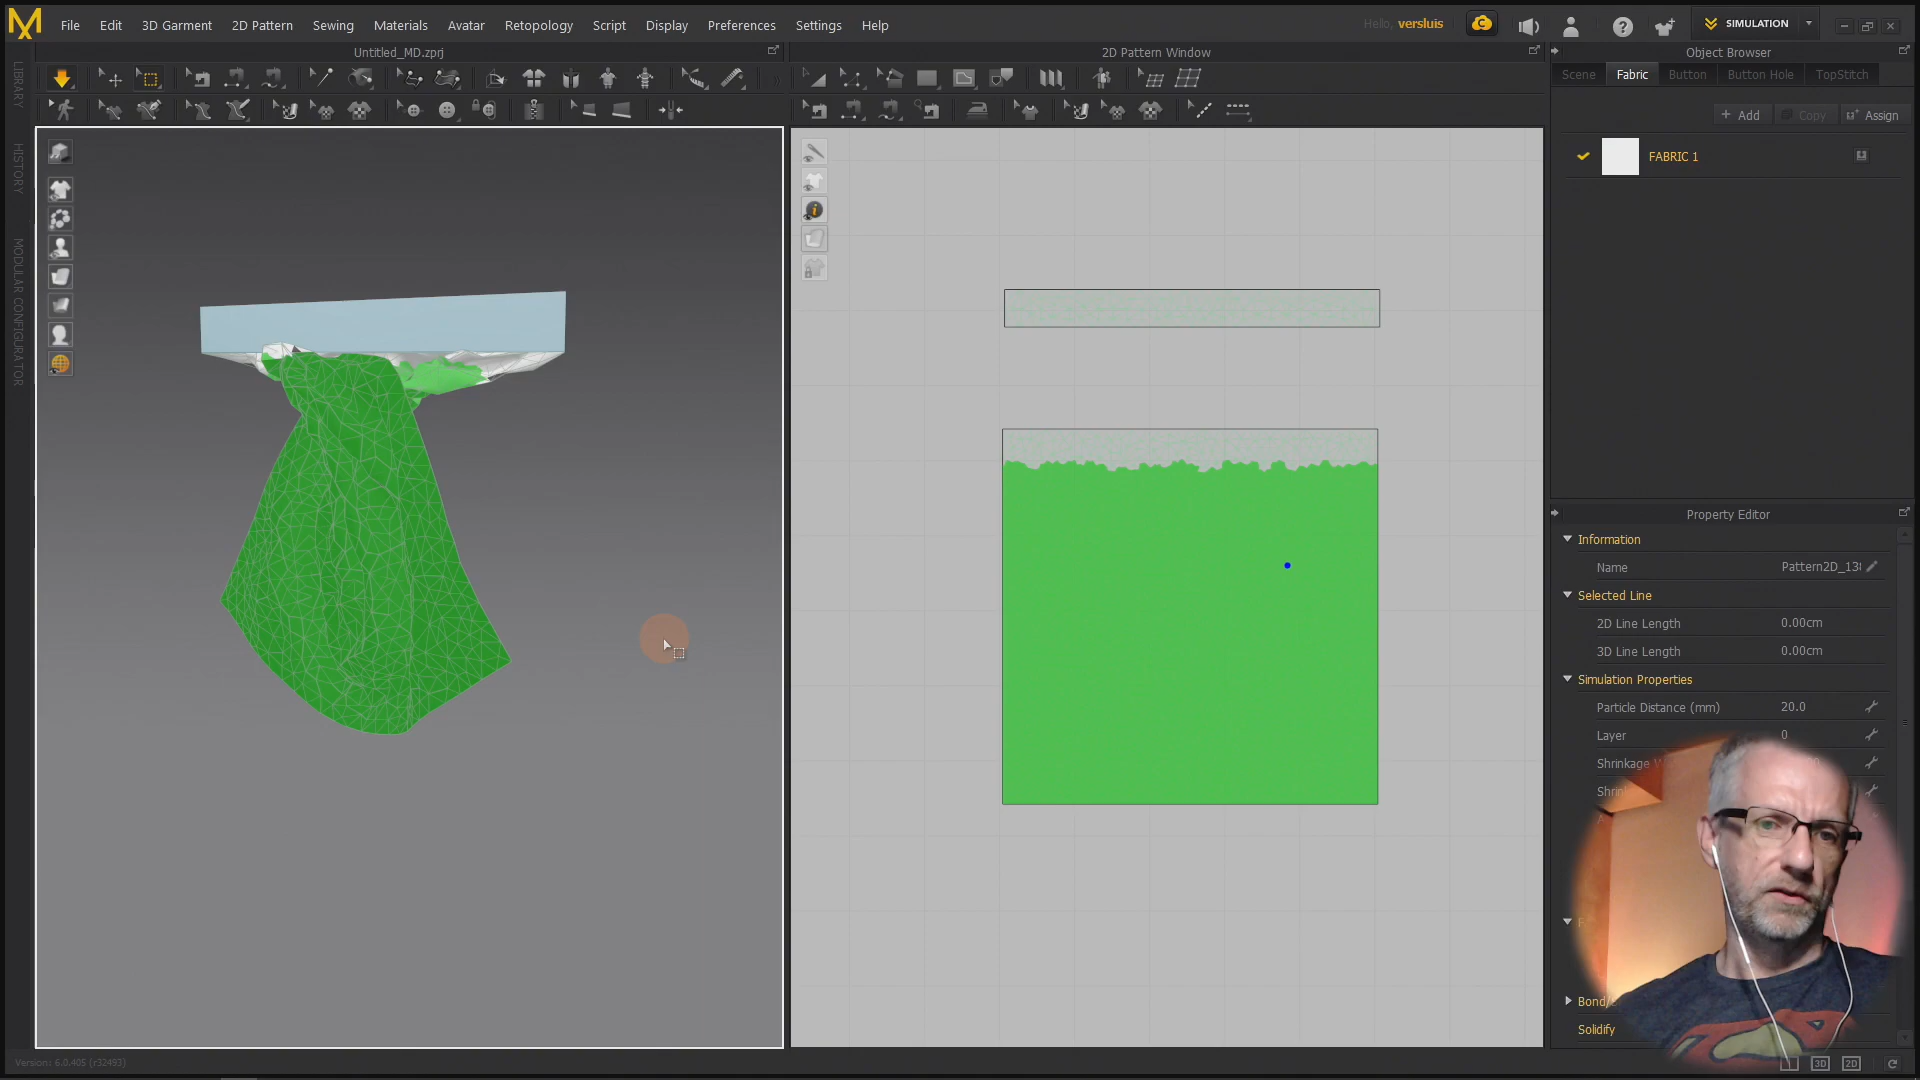 File Edit 3D Garment 2D Pattern Sewing Materials Avatar Retopology Script Display Preferences Settings Help
Hello, versluis
SIMULATION
Untitled_MD.zprj
2D Pattern Window
Object Browser
Scene Fabric Button Button Hole TopStitch
+ Add Copy Assign
FABRIC 1
LIBRARY
HISTORY
MODULAR CONFIGURATOR
Property Editor
Information
Name Pattern2D_13
Selected Line
2D Line Length 0.00cm
3D Line Length 0.00cm
Simulation Properties
Particle Distance (mm) 20.0
Layer 0
Shrinkage
Solidify
Version: 6.0.405 (r32493)
3D 2D